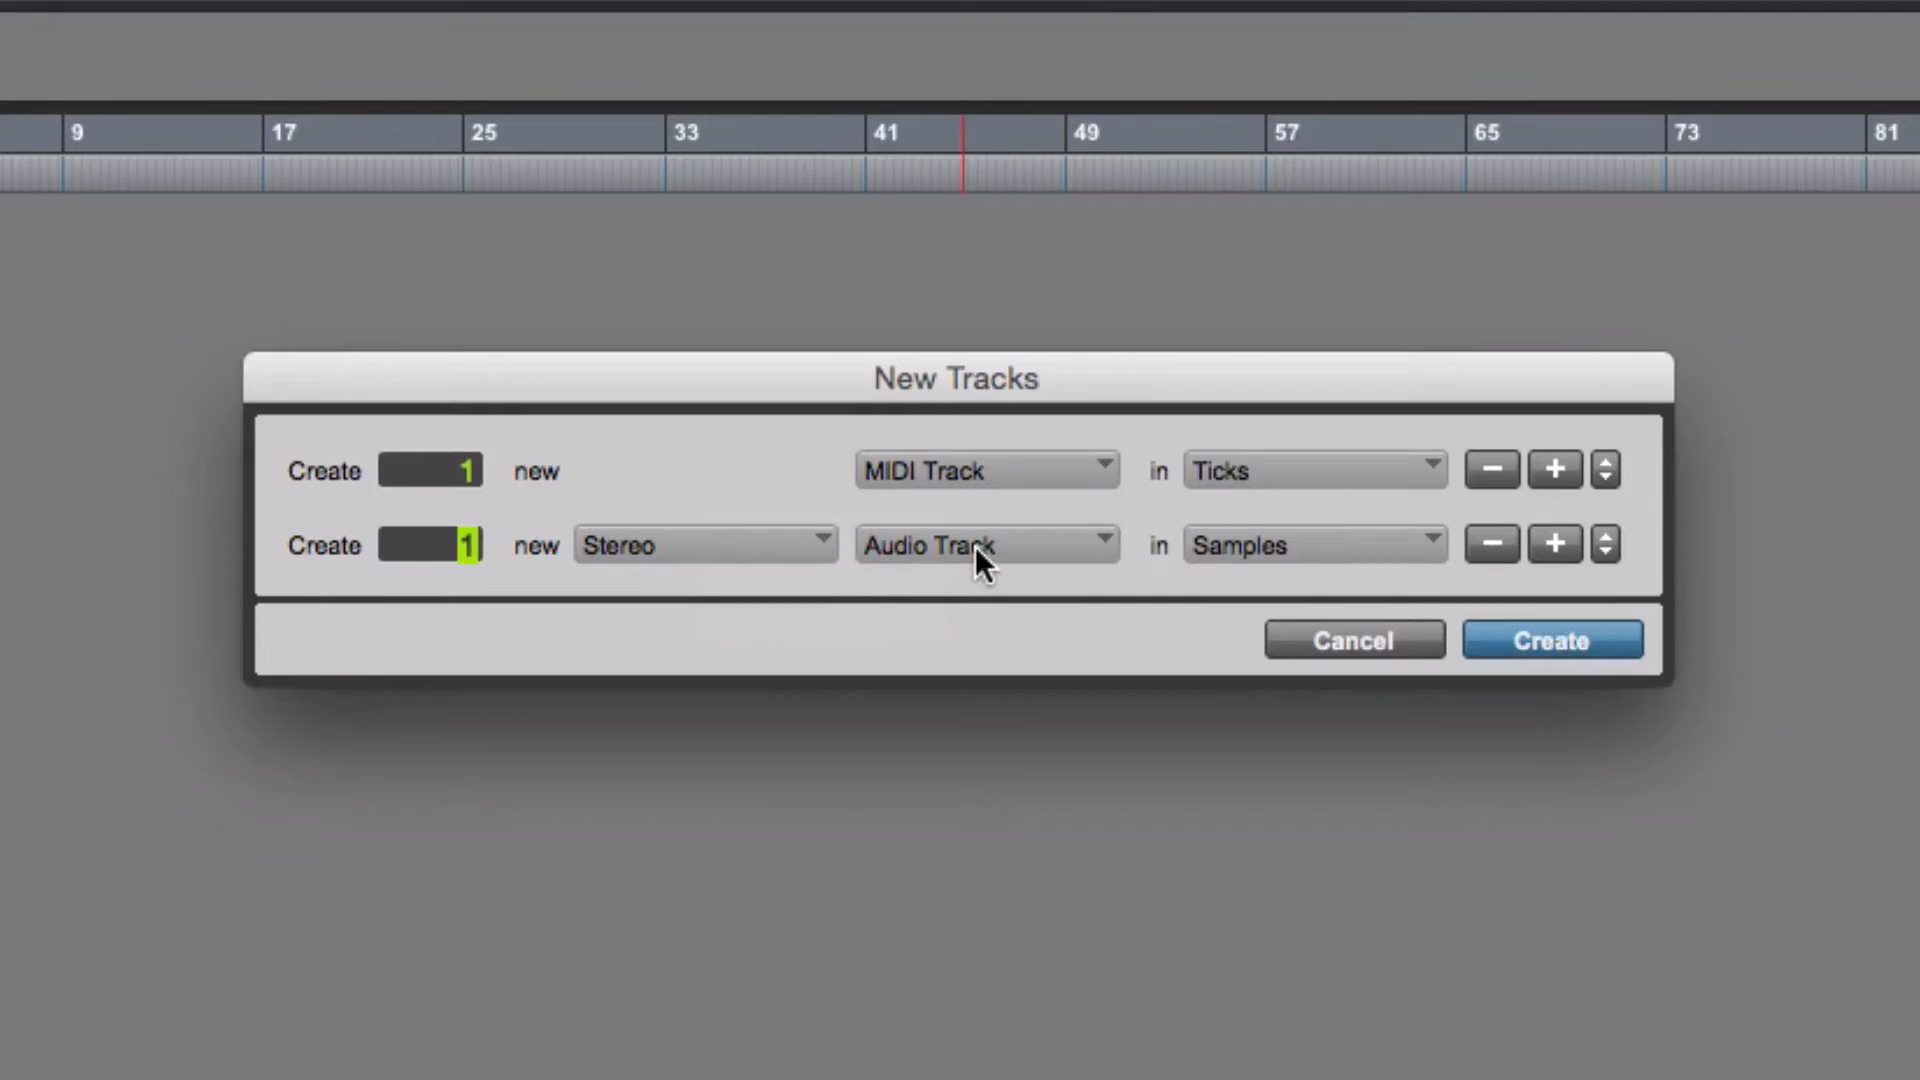 9 17 25 33 41 49 57 65 73 81
New Tracks
Create 1 new MIDI Track in Ticks − +
Create 1 new Stereo Audio Track in Samples − +
Cancel Create